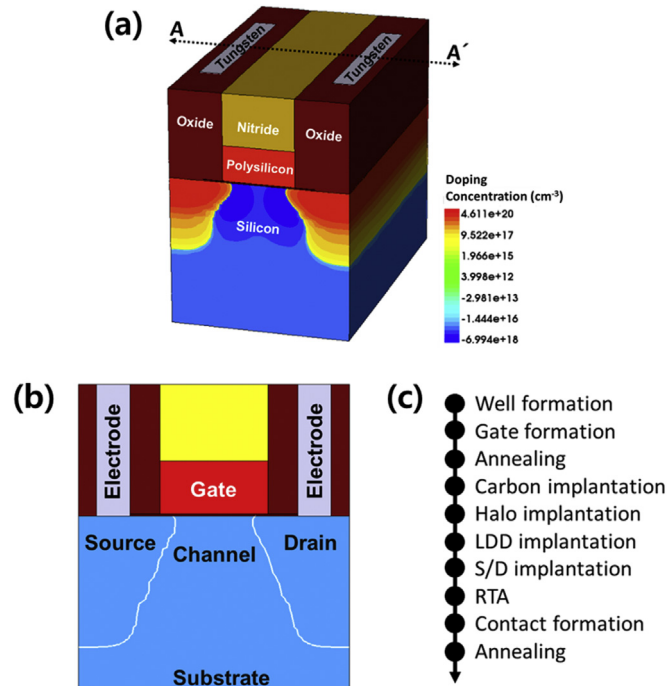 (a)
A
A´
Tungsten
Tungsten
Oxide
Nitride
Oxide
Polysilicon
Silicon
Doping
Concentration (cm-3)
4.611e+20
9.522e+17
1.966e+15
3.998e+12
-2.981e+13
-1.444e+16
-6.994e+18
(b)
Electrode
Electrode
Gate
Source
Channel
Drain
Substrate
(c)
Well formation
Gate formation
Annealing
Carbon implantation
Halo implantation
LDD implantation
S/D implantation
RTA
Contact formation
Annealing